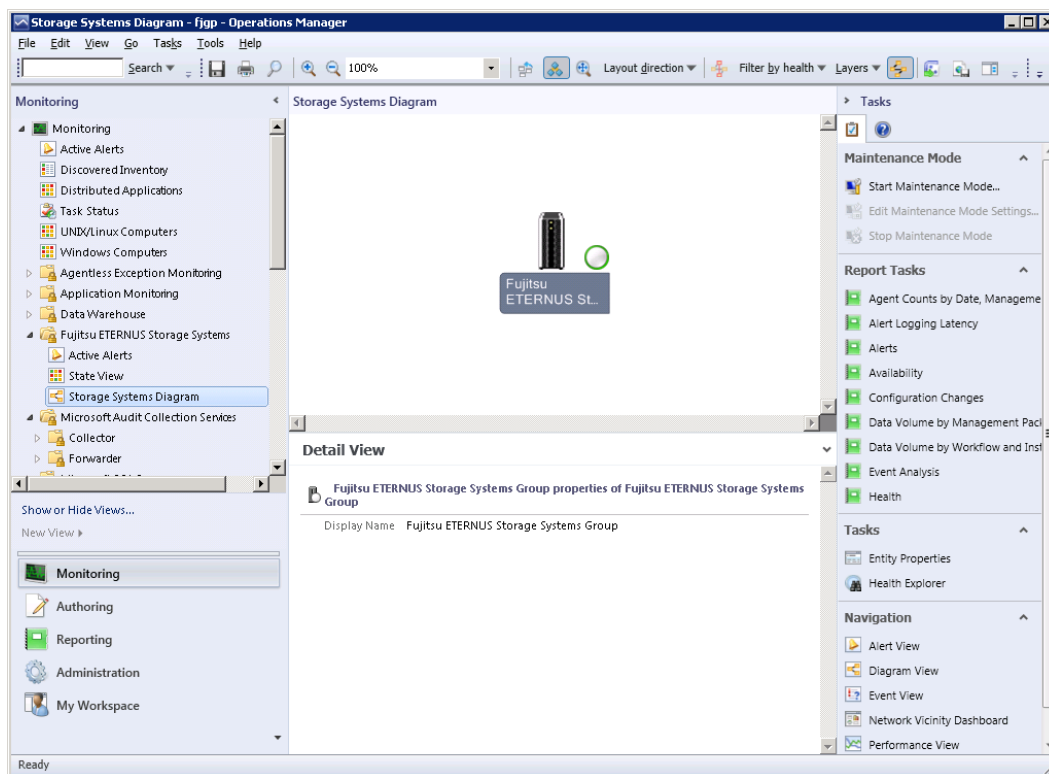 Storage Systems Diagram - fjgp - Operations Manager
File Edit View Go Tasks Tools Help
Search 100% Layout direction Filter by health Layers
Monitoring
Monitoring
Active Alerts
Discovered Inventory
Distributed Applications
Task Status
UNIX/Linux Computers
Windows Computers
Agentless Exception Monitoring
Application Monitoring
Data Warehouse
Fujitsu ETERNUS Storage Systems
Active Alerts
State View
Storage Systems Diagram
Microsoft Audit Collection Services
Collector
Forwarder
Show or Hide Views...
New View
Monitoring
Authoring
Reporting
Administration
My Workspace
Storage Systems Diagram
Fujitsu
ETERNUS St...
Detail View
Fujitsu ETERNUS Storage Systems Group properties of Fujitsu ETERNUS Storage Systems
Group
Display Name Fujitsu ETERNUS Storage Systems Group
Tasks
Maintenance Mode
Start Maintenance Mode...
Edit Maintenance Mode Settings...
Stop Maintenance Mode
Report Tasks
Agent Counts by Date, Manageme
Alert Logging Latency
Alerts
Availability
Configuration Changes
Data Volume by Management Pack
Data Volume by Workflow and Inst
Event Analysis
Health
Tasks
Entity Properties
Health Explorer
Navigation
Alert View
Diagram View
Event View
Network Vicinity Dashboard
Performance View
Ready